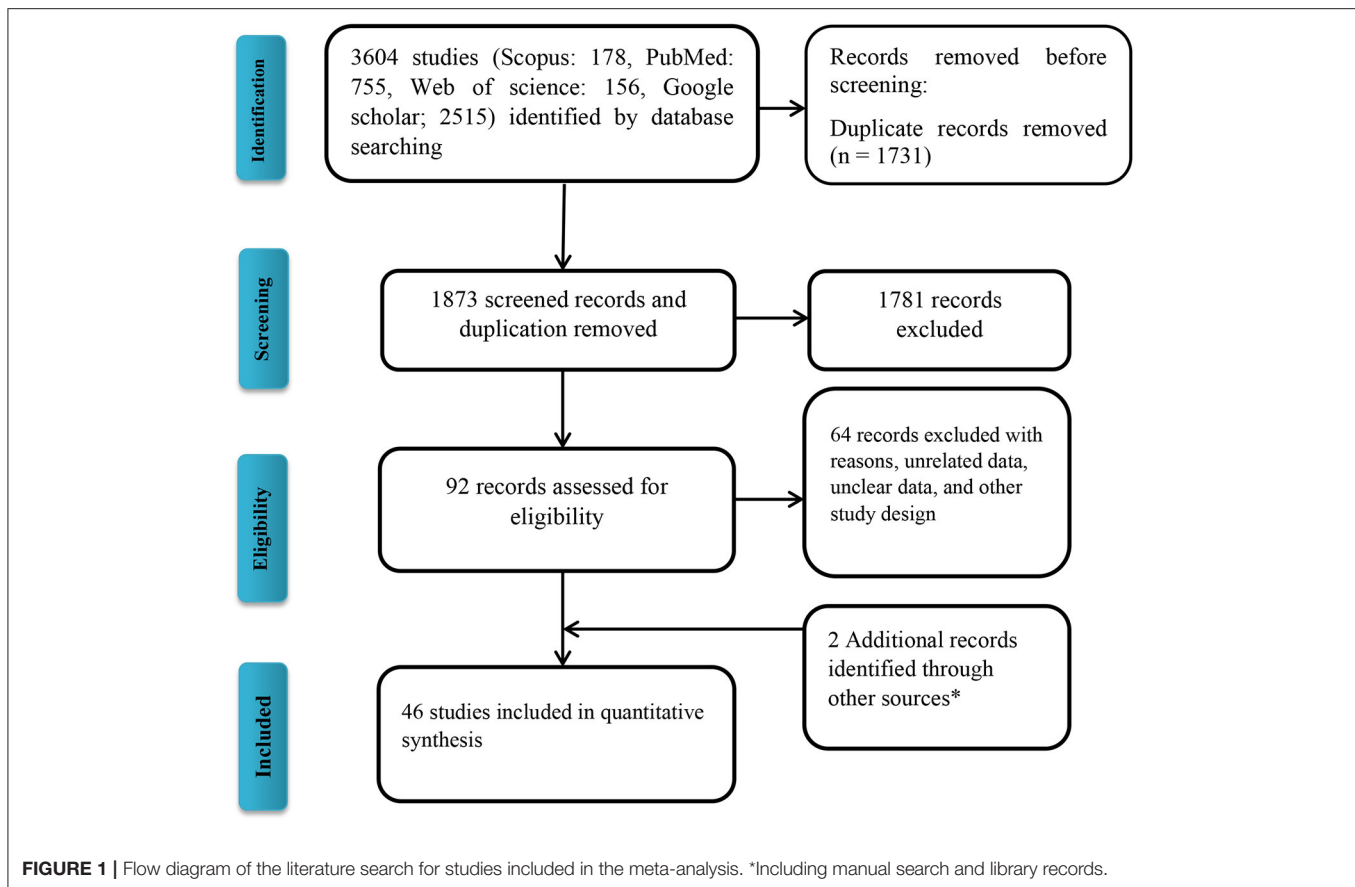 Identification
3604 studies (Scopus: 178, PubMed:
755, Web of science: 156, Google
scholar; 2515) identified by database
searching
Records removed before
screening:
Duplicate records removed
(n = 1731)
Screening
1873 screened records and
duplication removed
1781 records
excluded
Eligibility
92 records assessed for
eligibility
64 records excluded with
reasons, unrelated data,
unclear data, and other
study design
2 Additional records
identified through
other sources*
Included
46 studies included in quantitative
synthesis
FIGURE 1 | Flow diagram of the literature search for studies included in the meta-analysis. *Including manual search and library records.